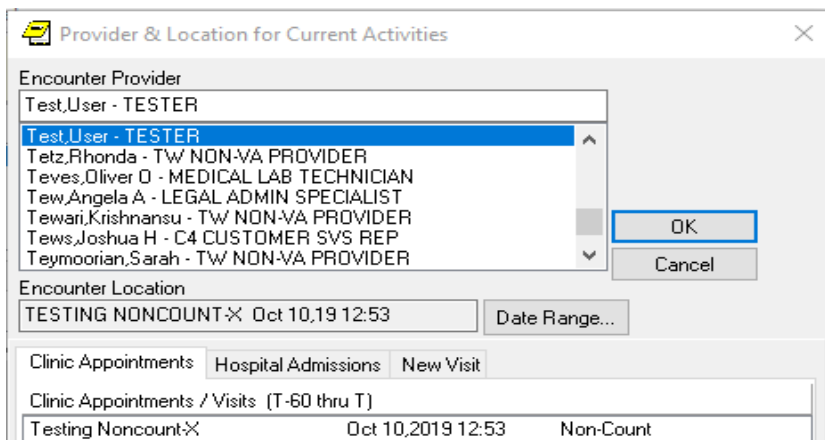 Provider & Location for Current Activities
Encounter Provider
Test,User - TESTER
Test,User - TESTER
Tetz,Rhonda - TW NON-VA PROVIDER
Teves,Oliver O - MEDICAL LAB TECHNICIAN
Tew,Angela A - LEGAL ADMIN SPECIALIST
Tewari,Krishnansu - TW NON-VA PROVIDER
Tews,Joshua H - C4 CUSTOMER SVS REP
Teymoorian,Sarah - TW NON-VA PROVIDER
OK
Cancel
Encounter Location
TESTING NONCOUNT-X Oct 10,19 12:53
Date Range...
Clinic Appointments Hospital Admissions New Visit
Clinic Appointments / Visits (T-60 thru T)
Testing Noncount-X Oct 10,2019 12:53 Non-Count